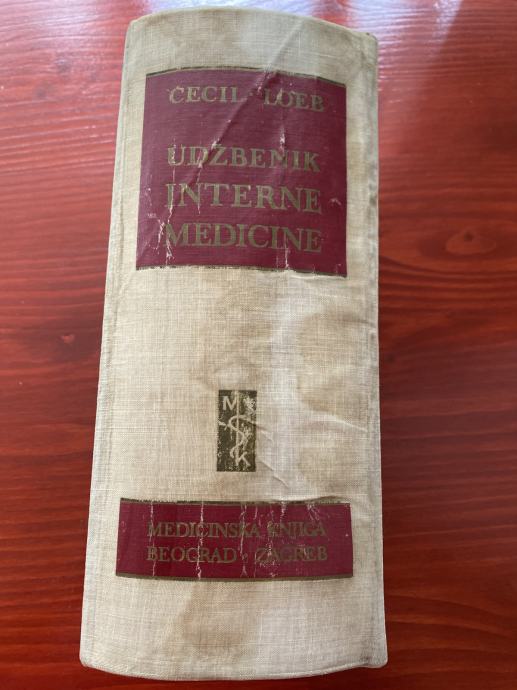 CECIL · LOEB
UDŽBENIK
INTERNE
MEDICINE
M
K
MEDICINSKA KNJIGA
BEOGRAD · ZAGREB